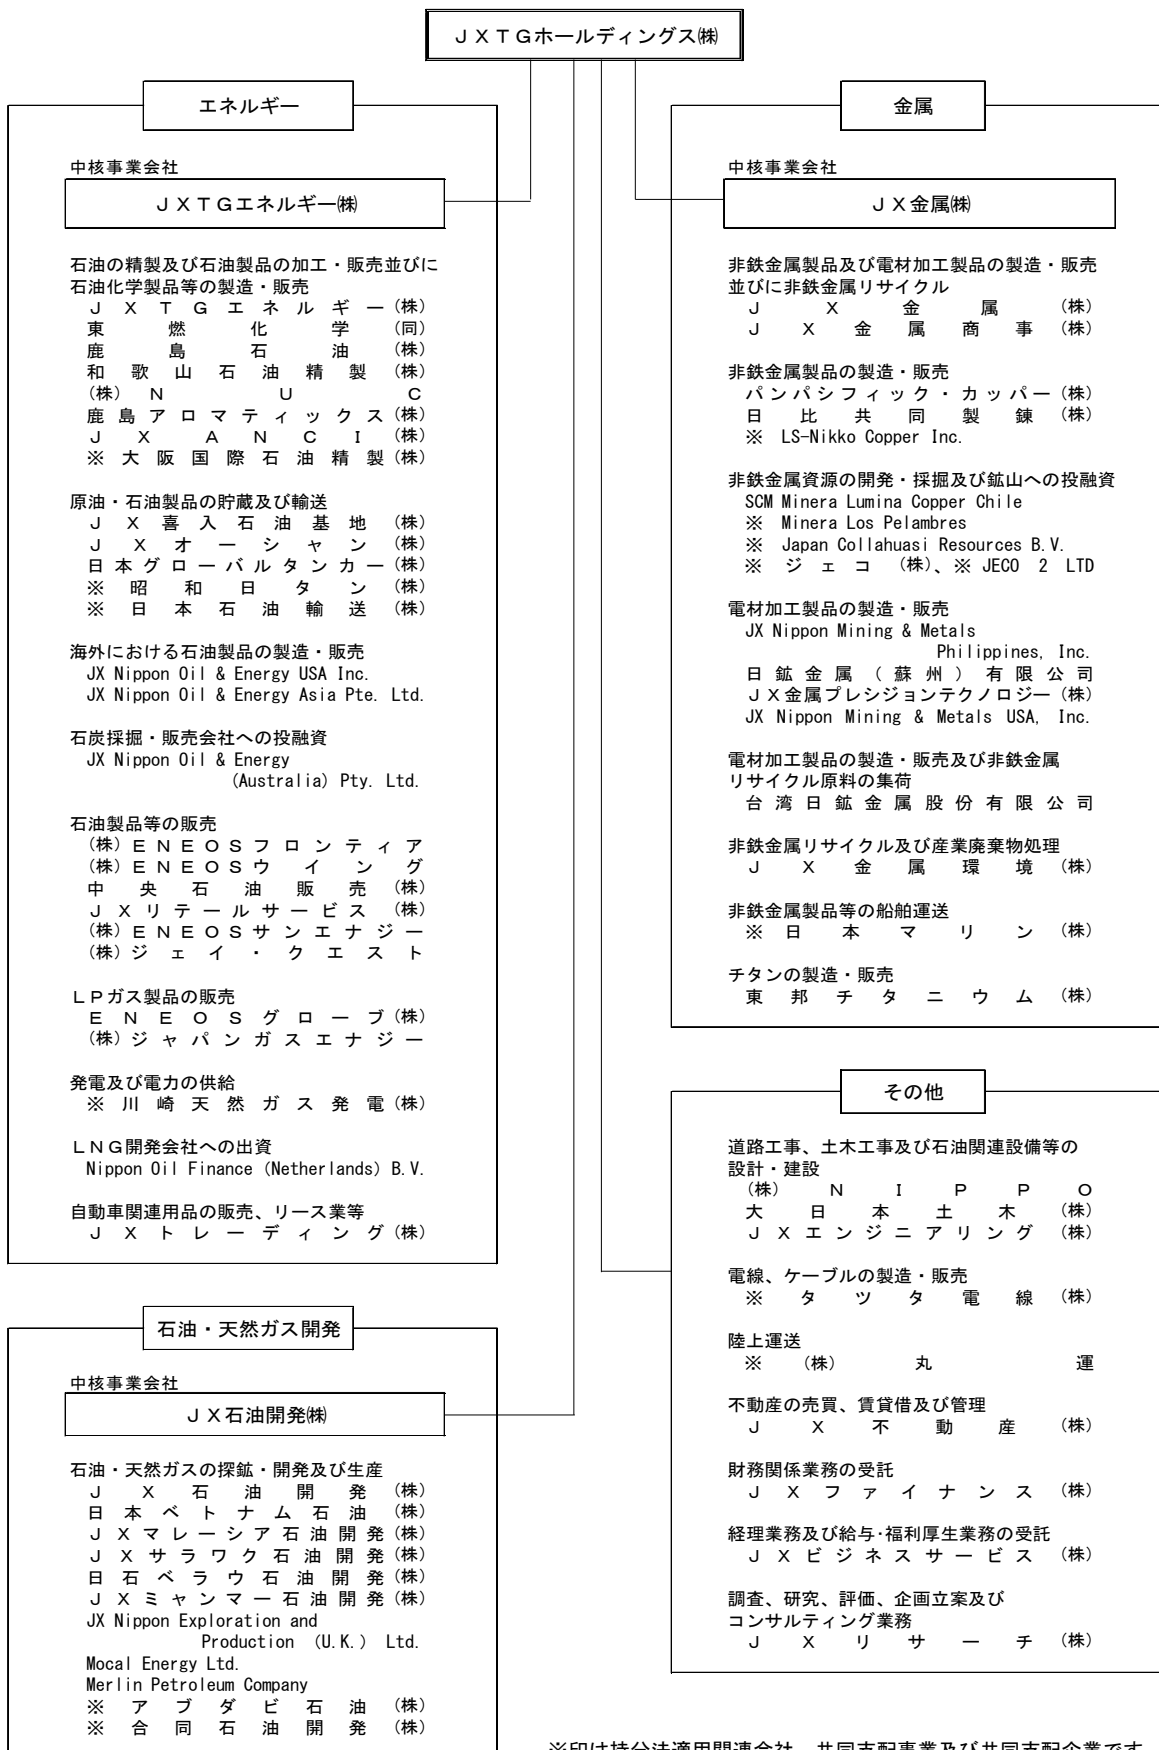 ＪＸＴＧホールディングス㈱
エネルギー
中核事業会社
ＪＸＴＧエネルギー㈱
石油の精製及び石油製品の加工・販売並びに
石油化学製品等の製造・販売
ＪＸＴＧエネルギー(株)
東燃化学(同)
鹿島石油(株)
和歌山石油精製(株)
(株)ＮＵＣ
鹿島アロマティックス(株)
ＪＸ ＡＮＣＩ(株)
※大阪国際石油精製(株)
原油・石油製品の貯蔵及び輸送
ＪＸ喜入石油基地(株)
ＪＸオーシャン(株)
日本グローバルタンカー(株)
※昭和日タン(株)
※日本石油輸送(株)
海外における石油製品の製造・販売
JX Nippon Oil & Energy USA Inc.
JX Nippon Oil & Energy Asia Pte. Ltd.
石炭採掘・販売会社への投融資
JX Nippon Oil & Energy
(Australia) Pty. Ltd.
石油製品等の販売
(株)ＥＮＥＯＳフロンティア
(株)ＥＮＥＯＳウイング
中央石油販売(株)
ＪＸリテールサービス(株)
(株)ＥＮＥＯＳサンエナジー
(株)ジェイ・クエスト
ＬＰガス製品の販売
ＥＮＥＯＳグローブ(株)
(株)ジャパンガスエナジー
発電及び電力の供給
※川崎天然ガス発電(株)
ＬＮＧ開発会社への出資
Nippon Oil Finance (Netherlands) B.V.
自動車関連用品の販売、リース業等
ＪＸトレーディング(株)
石油・天然ガス開発
中核事業会社
ＪＸ石油開発㈱
石油・天然ガスの探鉱・開発及び生産
ＪＸ石油開発(株)
日本ベトナム石油(株)
ＪＸマレーシア石油開発(株)
ＪＸサラワク石油開発(株)
日石ベラウ石油開発(株)
ＪＸミャンマー石油開発(株)
JX Nippon Exploration and
Production (U.K.) Ltd.
Mocal Energy Ltd.
Merlin Petroleum Company
※アブダビ石油(株)
※合同石油開発(株)
金属
中核事業会社
ＪＸ金属㈱
非鉄金属製品及び電材加工製品の製造・販売
並びに非鉄金属リサイクル
ＪＸ金属(株)
ＪＸ金属商事(株)
非鉄金属製品の製造・販売
パンパシフィック・カッパー(株)
日比共同製錬(株)
※ LS-Nikko Copper Inc.
非鉄金属資源の開発・採掘及び鉱山への投融資
SCM Minera Lumina Copper Chile
※ Minera Los Pelambres
※ Japan Collahuasi Resources B.V.
※ジェコ(株)、※ JECO 2 LTD
電材加工製品の製造・販売
JX Nippon Mining & Metals
Philippines, Inc.
日鉱金属(蘇州)有限公司
ＪＸ金属プレシジョンテクノロジー(株)
JX Nippon Mining & Metals USA, Inc.
電材加工製品の製造・販売及び非鉄金属
リサイクル原料の集荷
台湾日鉱金属股份有限公司
非鉄金属リサイクル及び産業廃棄物処理
ＪＸ金属環境(株)
非鉄金属製品等の船舶運送
※日本マリン(株)
チタンの製造・販売
東邦チタニウム(株)
その他
道路工事、土木工事及び石油関連設備等の
設計・建設
(株)ＮＩＰＰＯ
大日本土木(株)
ＪＸエンジニアリング(株)
電線、ケーブルの製造・販売
※タツタ電線(株)
陸上運送
※(株)丸運
不動産の売買、賃貸借及び管理
ＪＸ不動産(株)
財務関係業務の受託
ＪＸファイナンス(株)
経理業務及び給与･福利厚生業務の受託
ＪＸビジネスサービス(株)
調査、研究、評価、企画立案及び
コンサルティング業務
ＪＸリサーチ(株)
※印は持分法適用関連会社、共同支配事業及び共同支配企業です